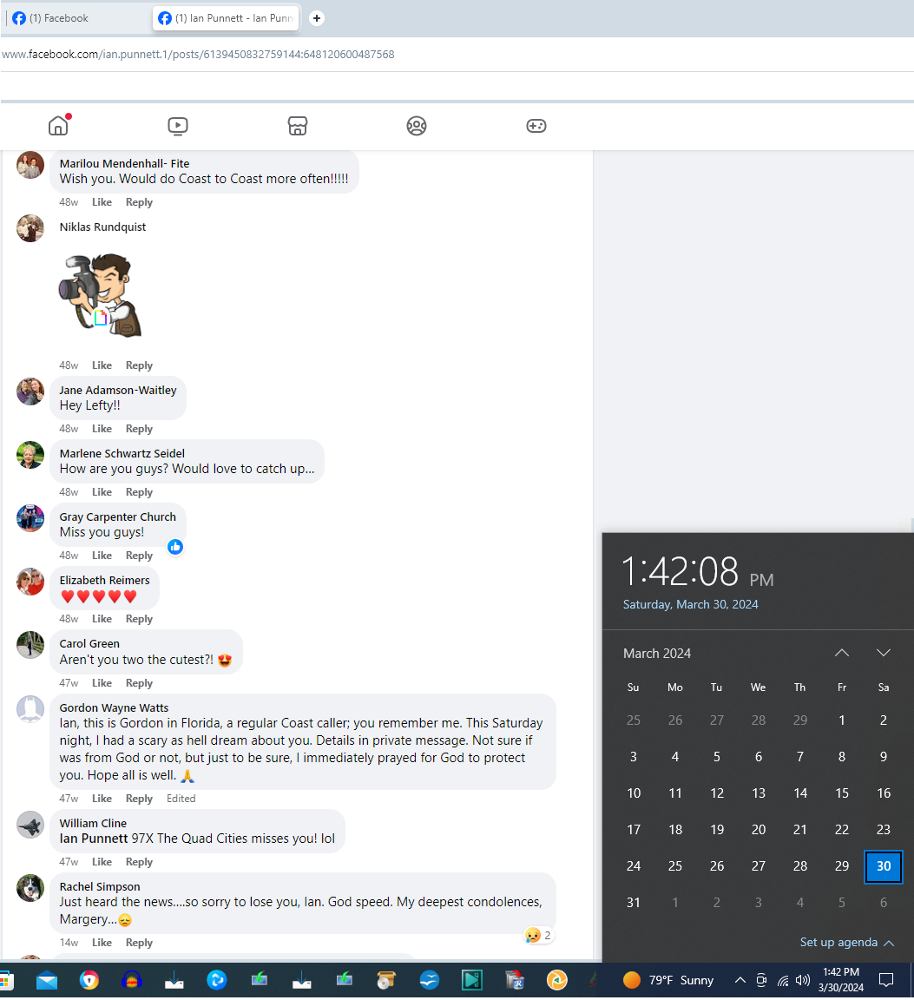 (1) Facebook
(1) Ian Punnett - Ian Punn
www.facebook.com/ian.punnett.1/posts/6139450832759144:648120600487568
Marilou Mendenhall- Fite
Wish you. Would do Coast to Coast more often!!!!!
48w Like Reply
Niklas Rundquist
48w Like Reply
Jane Adamson-Waitley
Hey Lefty!!
48w Like Reply
Marlene Schwartz Seidel
How are you guys? Would love to catch up...
48w Like Reply
Gray Carpenter Church
Miss you guys!
48w Like Reply
Elizabeth Reimers
❤️❤️❤️❤️❤️
48w Like Reply
Carol Green
Aren't you two the cutest?! 😍
47w Like Reply
Gordon Wayne Watts
Ian, this is Gordon in Florida, a regular Coast caller; you remember me. This Saturday
night, I had a scary as hell dream about you. Details in private message. Not sure if
was from God or not, but just to be sure, I immediately prayed for God to protect
you. Hope all is well. 🙏
47w Like Reply Edited
William Cline
Ian Punnett 97X The Quad Cities misses you! lol
47w Like Reply
Rachel Simpson
Just heard the news....so sorry to lose you, Ian. God speed. My deepest condolences,
Margery...😞
2
14w Like Reply
1:42:08 PM
Saturday, March 30, 2024
March 2024
Su Mo Tu We Th Fr Sa
25 26 27 28 29 1 2
3 4 5 6 7 8 9
10 11 12 13 14 15 16
17 18 19 20 21 22 23
24 25 26 27 28 29 30
31 1 2 3 4 5 6
Set up agenda
79°F Sunny
1:42 PM
3/30/2024